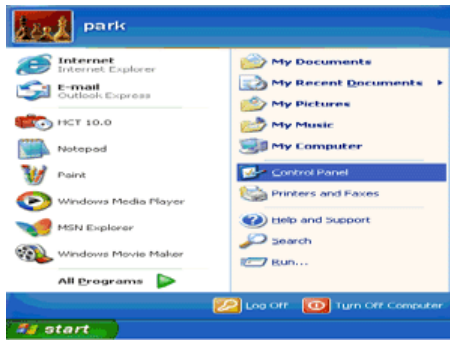 park
Internet
Internet Explorer
E-mail
Outlook Express
HCT 10.0
Notepad
Paint
Windows Media Player
MSN Explorer
Windows Movie Maker
All Programs
My Documents
My Recent Documents
My Pictures
My Music
My Computer
Control Panel
Printers and Faxes
Help and Support
Search
Run...
Log Off
Turn Off Computer
start